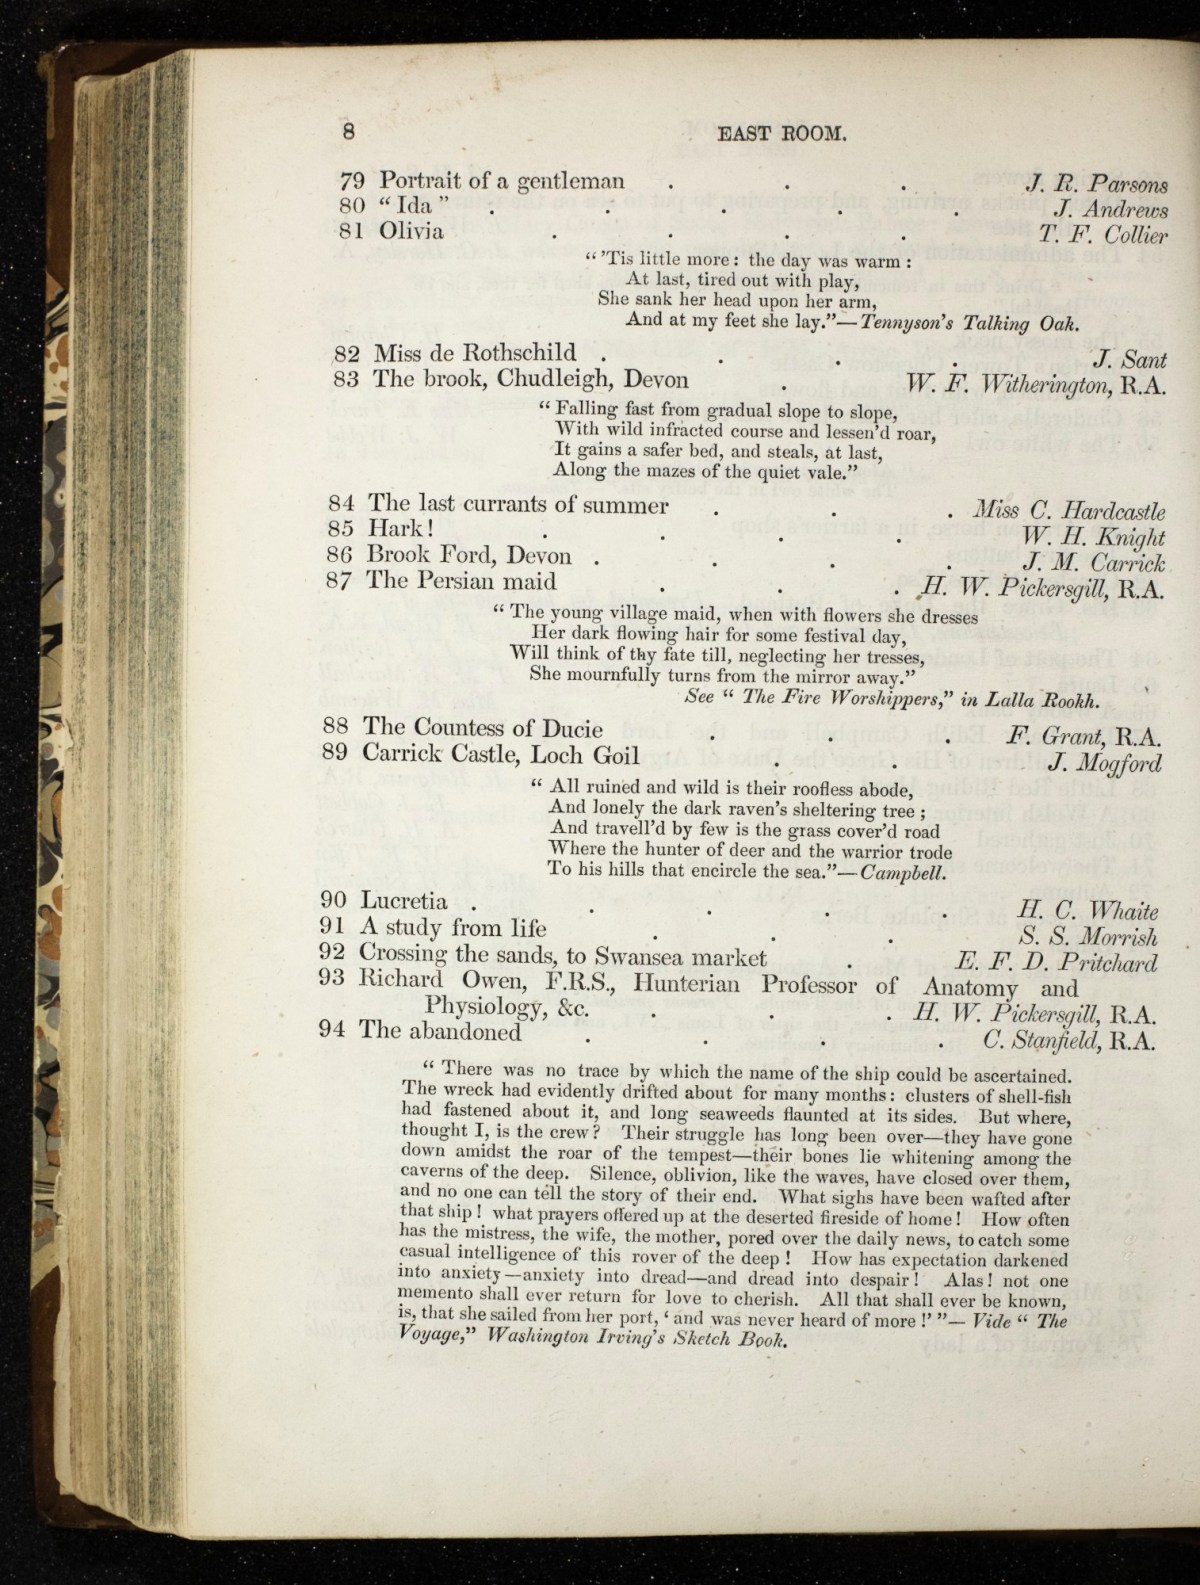 8 EAST ROOM.
79 Portrait of a gentleman . . . J. R. Parsons
80 “ Ida ” . . . . . J. Andrews
81 Olivia . . . . T. F. Collier
“ ’Tis little more : the day was warm :
At last, tired out with play,
She sank her head upon her arm,
And at my feet she lay.”—Tennyson’s Talking Oak.
82 Miss de Rothschild . . . . J. Sant
83 The brook, Chudleigh, Devon . W. F. Witherington, R.A.
“ Falling fast from gradual slope to slope,
With wild infracted course and lessen’d roar,
It gains a safer bed, and steals, at last,
Along the mazes of the quiet vale.”
84 The last currants of summer . . . Miss C. Hardcastle
85 Hark! . . . . W. H. Knight
86 Brook Ford, Devon . . . . J. M. Carrick
87 The Persian maid . . . H. W. Pickersgill, R.A.
“ The young village maid, when with flowers she dresses
Her dark flowing hair for some festival day,
Will think of thy fate till, neglecting her tresses,
She mournfully turns from the mirror away.”
See “ The Fire Worshippers,” in Lalla Rookh.
88 The Countess of Ducie . . . F. Grant, R.A.
89 Carrick Castle, Loch Goil . . . J. Mogford
“ All ruined and wild is their roofless abode,
And lonely the dark raven’s sheltering tree ;
And travell’d by few is the grass cover’d road
Where the hunter of deer and the warrior trode
To his hills that encircle the sea.”—Campbell.
90 Lucretia . . . . . H. C. Whaite
91 A study from life . . . S. S. Morrish
92 Crossing the sands, to Swansea market . E. F. D. Pritchard
93 Richard Owen, F.R.S., Hunterian Professor of Anatomy and
Physiology, &c. . . . H. W. Pickersgill, R.A.
94 The abandoned . . . . C. Stanfield, R.A.
“ There was no trace by which the name of the ship could be ascertained.
The wreck had evidently drifted about for many months : clusters of shell-fish
had fastened about it, and long seaweeds flaunted at its sides. But where,
thought I, is the crew ? Their struggle has long been over—they have gone
down amidst the roar of the tempest—their bones lie whitening among the
caverns of the deep. Silence, oblivion, like the waves, have closed over them,
and no one can tell the story of their end. What sighs have been wafted after
that ship ! what prayers offered up at the deserted fireside of home ! How often
has the mistress, the wife, the mother, pored over the daily news, to catch some
casual intelligence of this rover of the deep ! How has expectation darkened
into anxiety—anxiety into dread—and dread into despair ! Alas ! not one
memento shall ever return for love to cherish. All that shall ever be known,
is, that she sailed from her port, ‘ and was never heard of more !’ ”— Vide “ The
Voyage,” Washington Irving’s Sketch Book.